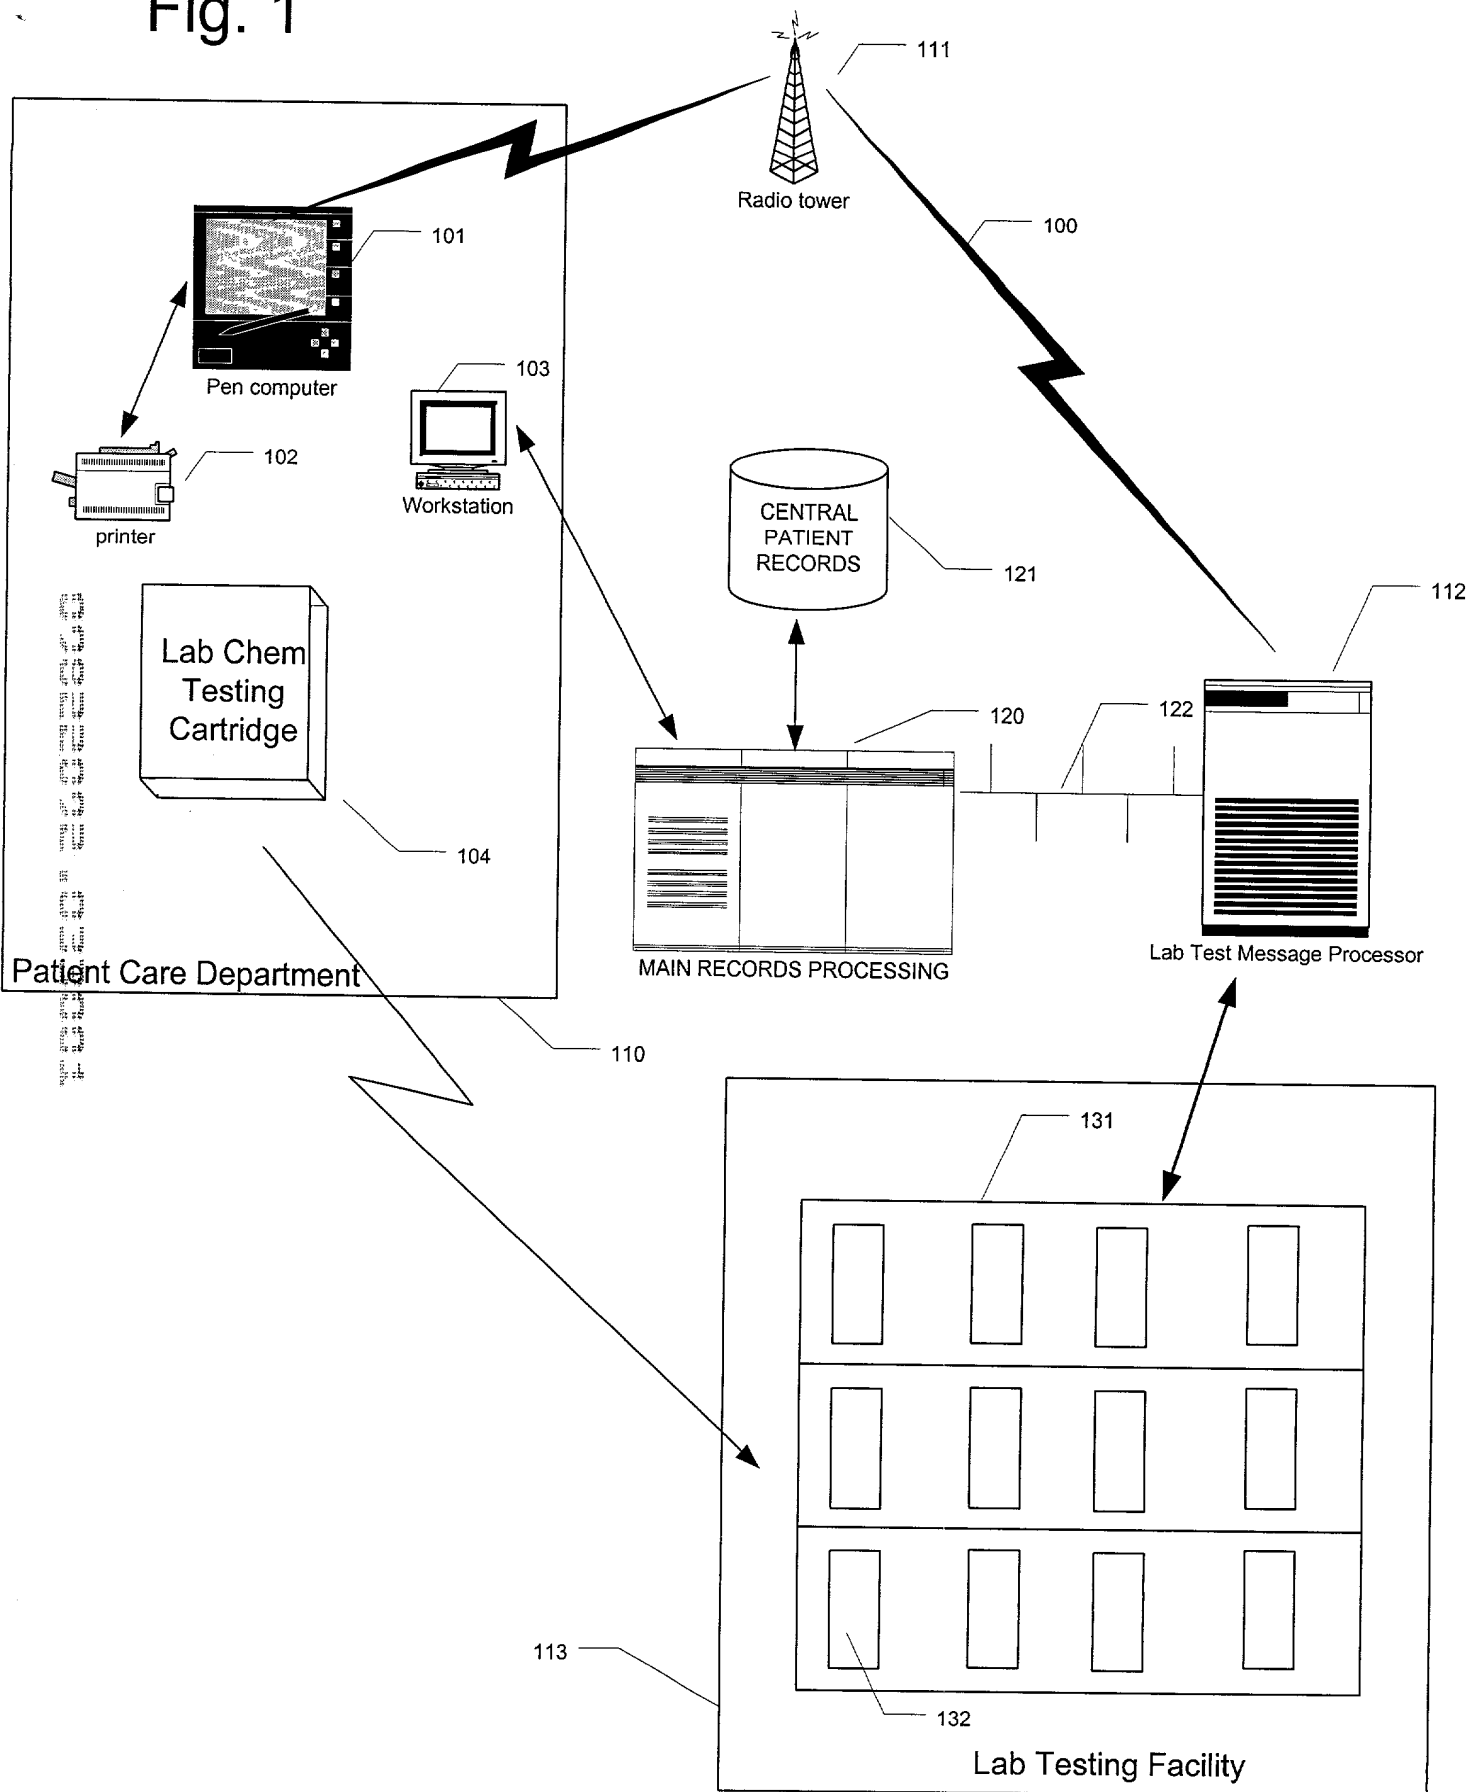 Fig. 1
111
Radio tower
100
101
Pen computer
103
102
Workstation
printer
CENTRAL
PATIENT
RECORDS
121
112
Lab Chem
Testing
Cartridge
120
122
104
Lab Test Message Processor
MAIN RECORDS PROCESSING
Patient Care Department
110
131
113
132
Lab Testing Facility